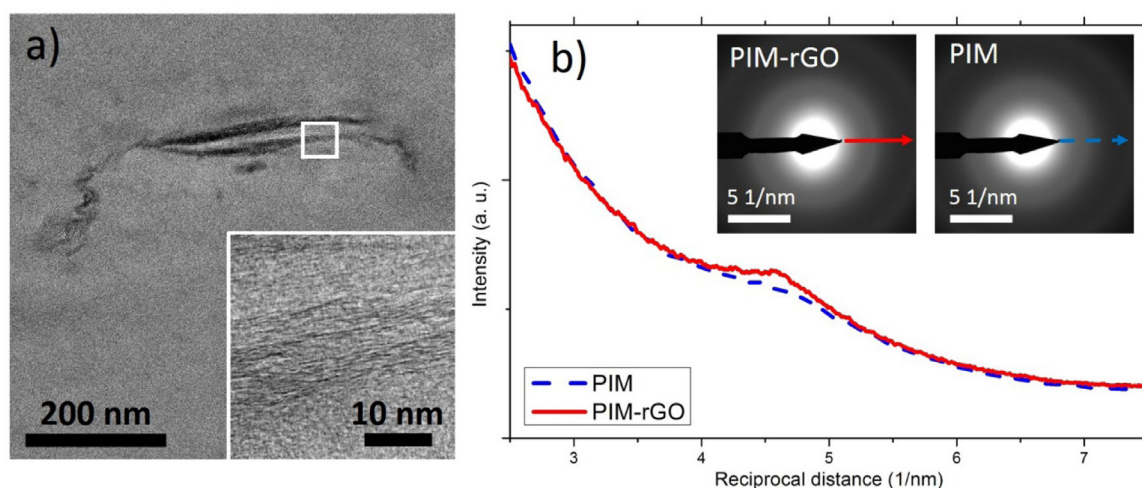 a)
200 nm
10 nm
b)
PIM-rGO
5 1/nm
PIM
5 1/nm
Intensity (a. u.)
PIM
PIM-rGO
3 4 5 6 7
Reciprocal distance (1/nm)